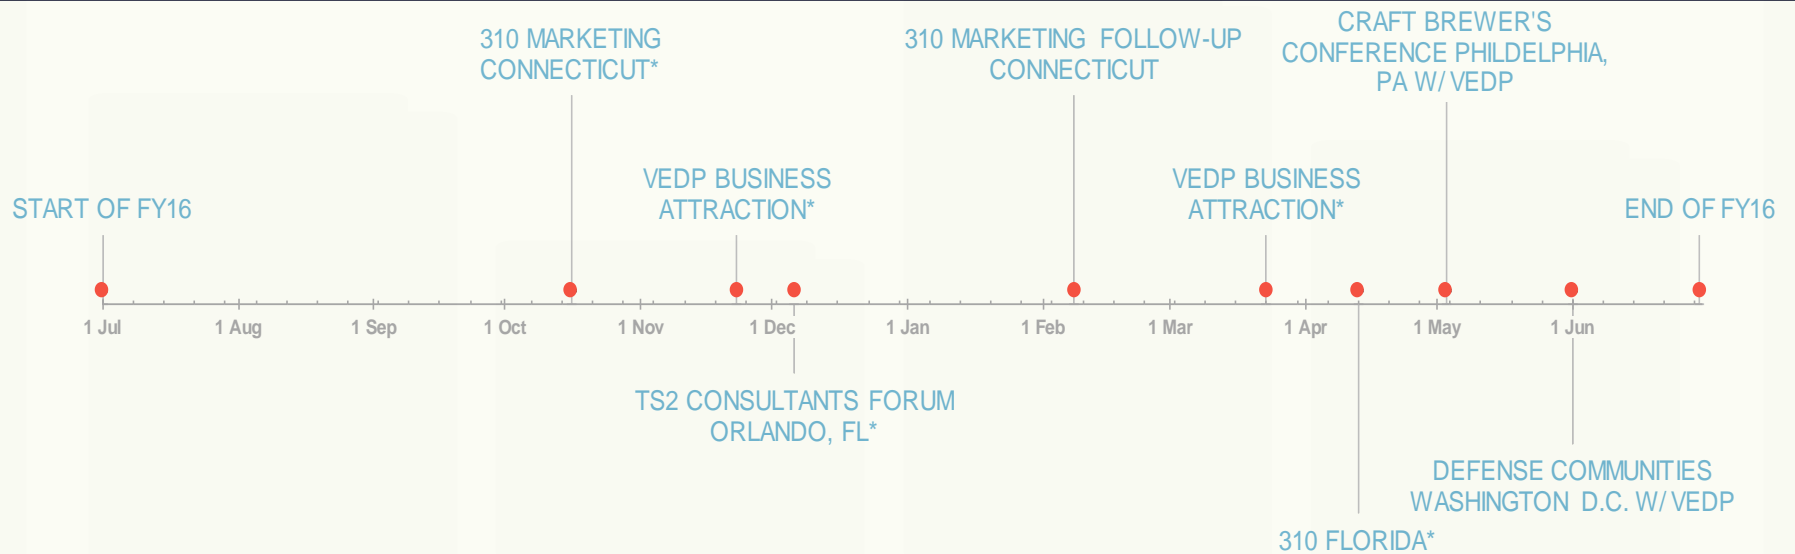 CRAFT BREWER'S
CONFERENCE PHILDELPHIA,
PA W/ VEDP
310 MARKETING
CONNECTICUT*
310 MARKETING FOLLOW-UP
CONNECTICUT
VEDP BUSINESS
ATTRACTION*
VEDP BUSINESS
ATTRACTION*
START OF FY16
END OF FY16
1 Jul 1 Aug 1 Sep 1 Oct 1 Nov 1 Dec 1 Jan 1 Feb 1 Mar 1 Apr 1 May 1 Jun
TS2 CONSULTANTS FORUM
ORLANDO, FL*
DEFENSE COMMUNITIES
WASHINGTON D.C. W/ VEDP
310 FLORIDA*